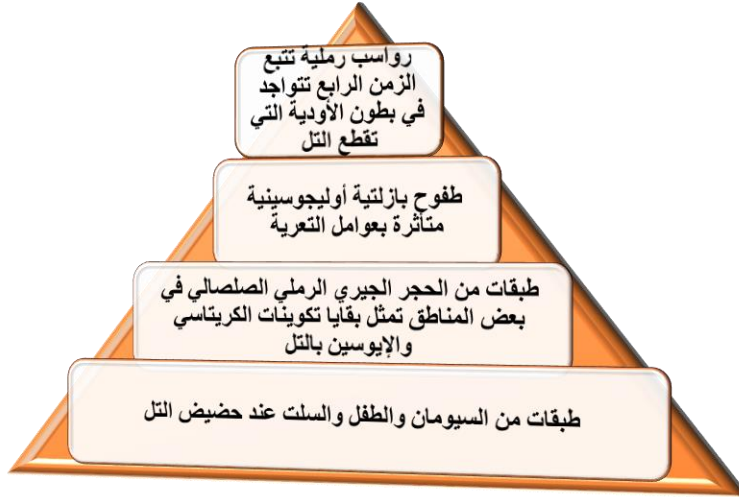 رواسب رملية تتبع
الزمن الرابع تتواجد
في بطون الأودية التي
تقطع التل
طفوح بازلتية أوليجوسينية
متأثرة بعوامل التعرية
طبقات من الحجر الجيري الرملي الصلصالي في
بعض المناطق تمثل بقايا تكوينات الكريتاسي
والإيوسين بالتل
طبقات من السيومان والطفل والسلت عند حضيض التل